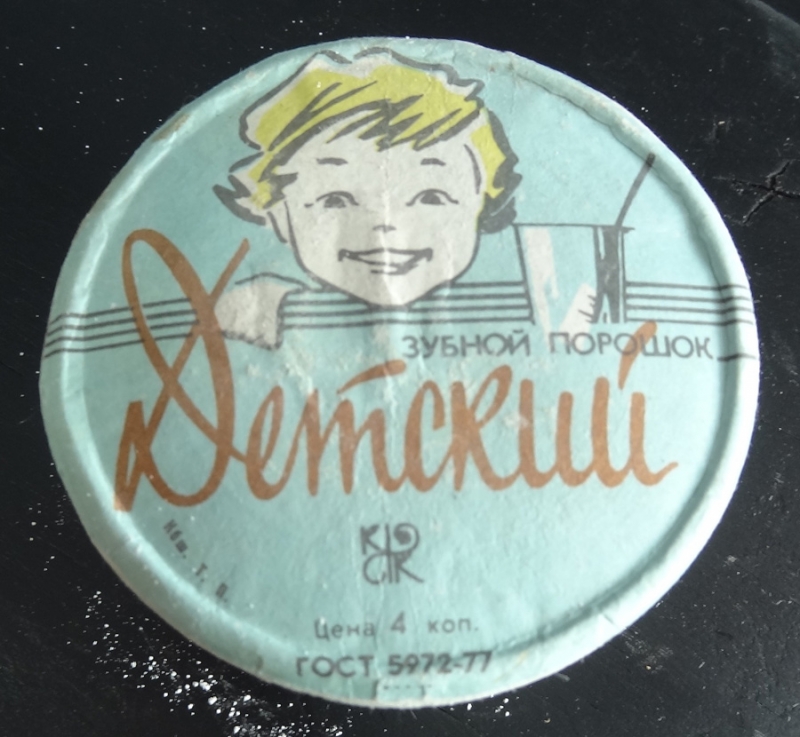 ЗУБНОЙ ПОРОШОК
Детский
Цена 4 коп.
ГОСТ 5972-77